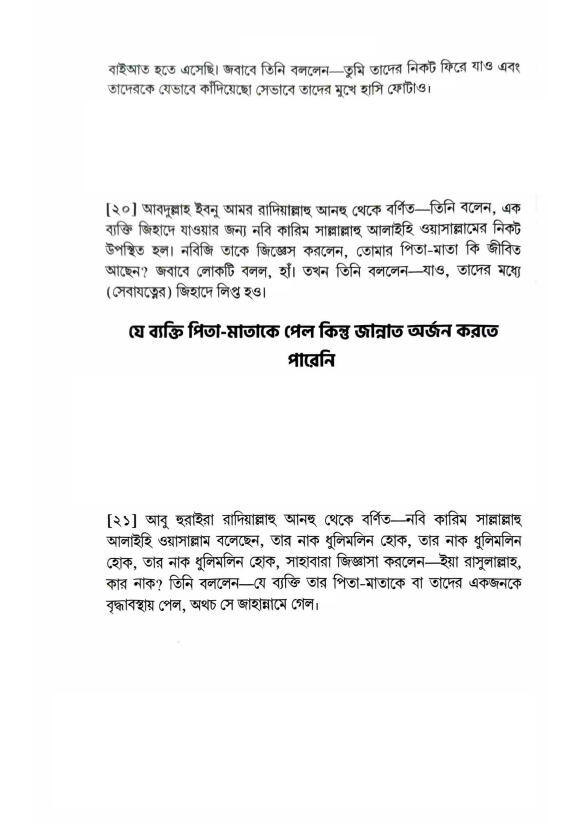 বাইআত হতে এসেছি। জবাবে তিনি বললেন—তুমি তাদের নিকট ফিরে যাও এবং
তাদেরকে যেভাবে কাঁদিয়েছো সেভাবে তাদের মুখে হাসি ফোটাও।
[২০] আবদুল্লাহ ইবনু আমর রাদিয়াল্লাহু আনহু থেকে বর্ণিত—তিনি বলেন, এক
ব্যক্তি জিহাদে যাওয়ার জন্য নবি কারিম সাল্লাল্লাহু আলাইহি ওয়াসাল্লামের নিকট
উপস্থিত হল। নবিজি তাকে জিজ্ঞেস করলেন, তোমার পিতা-মাতা কি জীবিত
আছেন? জবাবে লোকটি বলল, হাঁ। তখন তিনি বললেন—যাও, তাদের মধ্যে
(সেবাযত্নের) জিহাদে লিপ্ত হও।
যে ব্যক্তি পিতা-মাতাকে পেল কিন্তু জান্নাত অর্জন করতে
পারেনি
[২১] আবু হুরাইরা রাদিয়াল্লাহু আনহু থেকে বর্ণিত—নবি কারিম সাল্লাল্লাহু
আলাইহি ওয়াসাল্লাম বলেছেন, তার নাক ধুলিমলিন হোক, তার নাক ধুলিমলিন
হোক, তার নাক ধুলিমলিন হোক, সাহাবারা জিজ্ঞাসা করলেন—ইয়া রাসুলাল্লাহ,
কার নাক? তিনি বললেন—যে ব্যক্তি তার পিতা-মাতাকে বা তাদের একজনকে
বৃদ্ধাবস্থায় পেল, অথচ সে জাহান্নামে গেল।